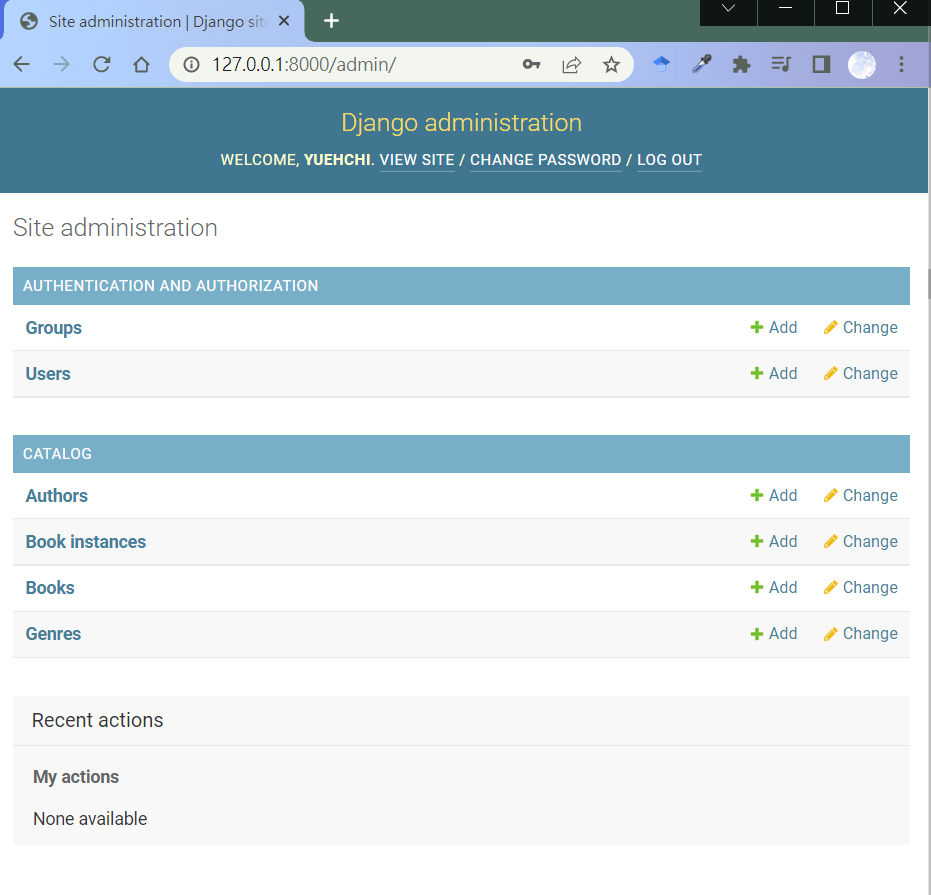 Site administration | Django sit
127.0.0.1:8000/admin/
Django administration
WELCOME, YUEHCHI. VIEW SITE / CHANGE PASSWORD / LOG OUT
Site administration
AUTHENTICATION AND AUTHORIZATION
Groups Add Change
Users Add Change
CATALOG
Authors Add Change
Book instances Add Change
Books Add Change
Genres Add Change
Recent actions
My actions
None available